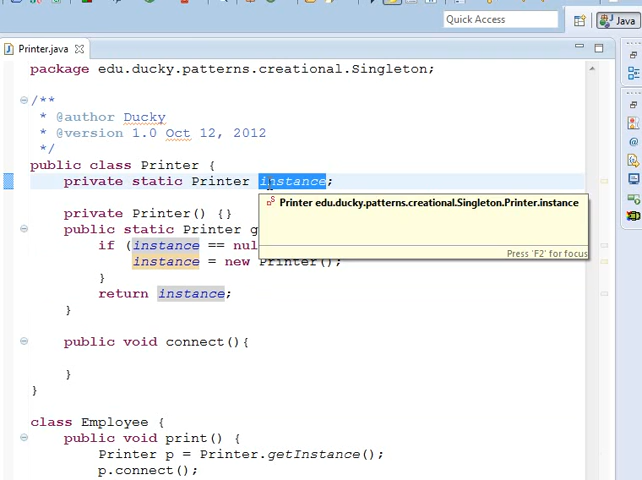 Quick Access
Java
Printer.java
package edu.ducky.patterns.creational.Singleton;
/**
* @author Ducky
* @version 1.0 Oct 12, 2012
*/
public class Printer {
private static Printer instance;
Printer edu.ducky.patterns.creational.Singleton.Printer.instance
Press 'F2' for focus
private Printer() {}
public static Printer g
if (instance == nul
instance = new Printer();
}
return instance;
}
public void connect(){
}
}
class Employee {
public void print() {
Printer p = Printer.getInstance();
p.connect();